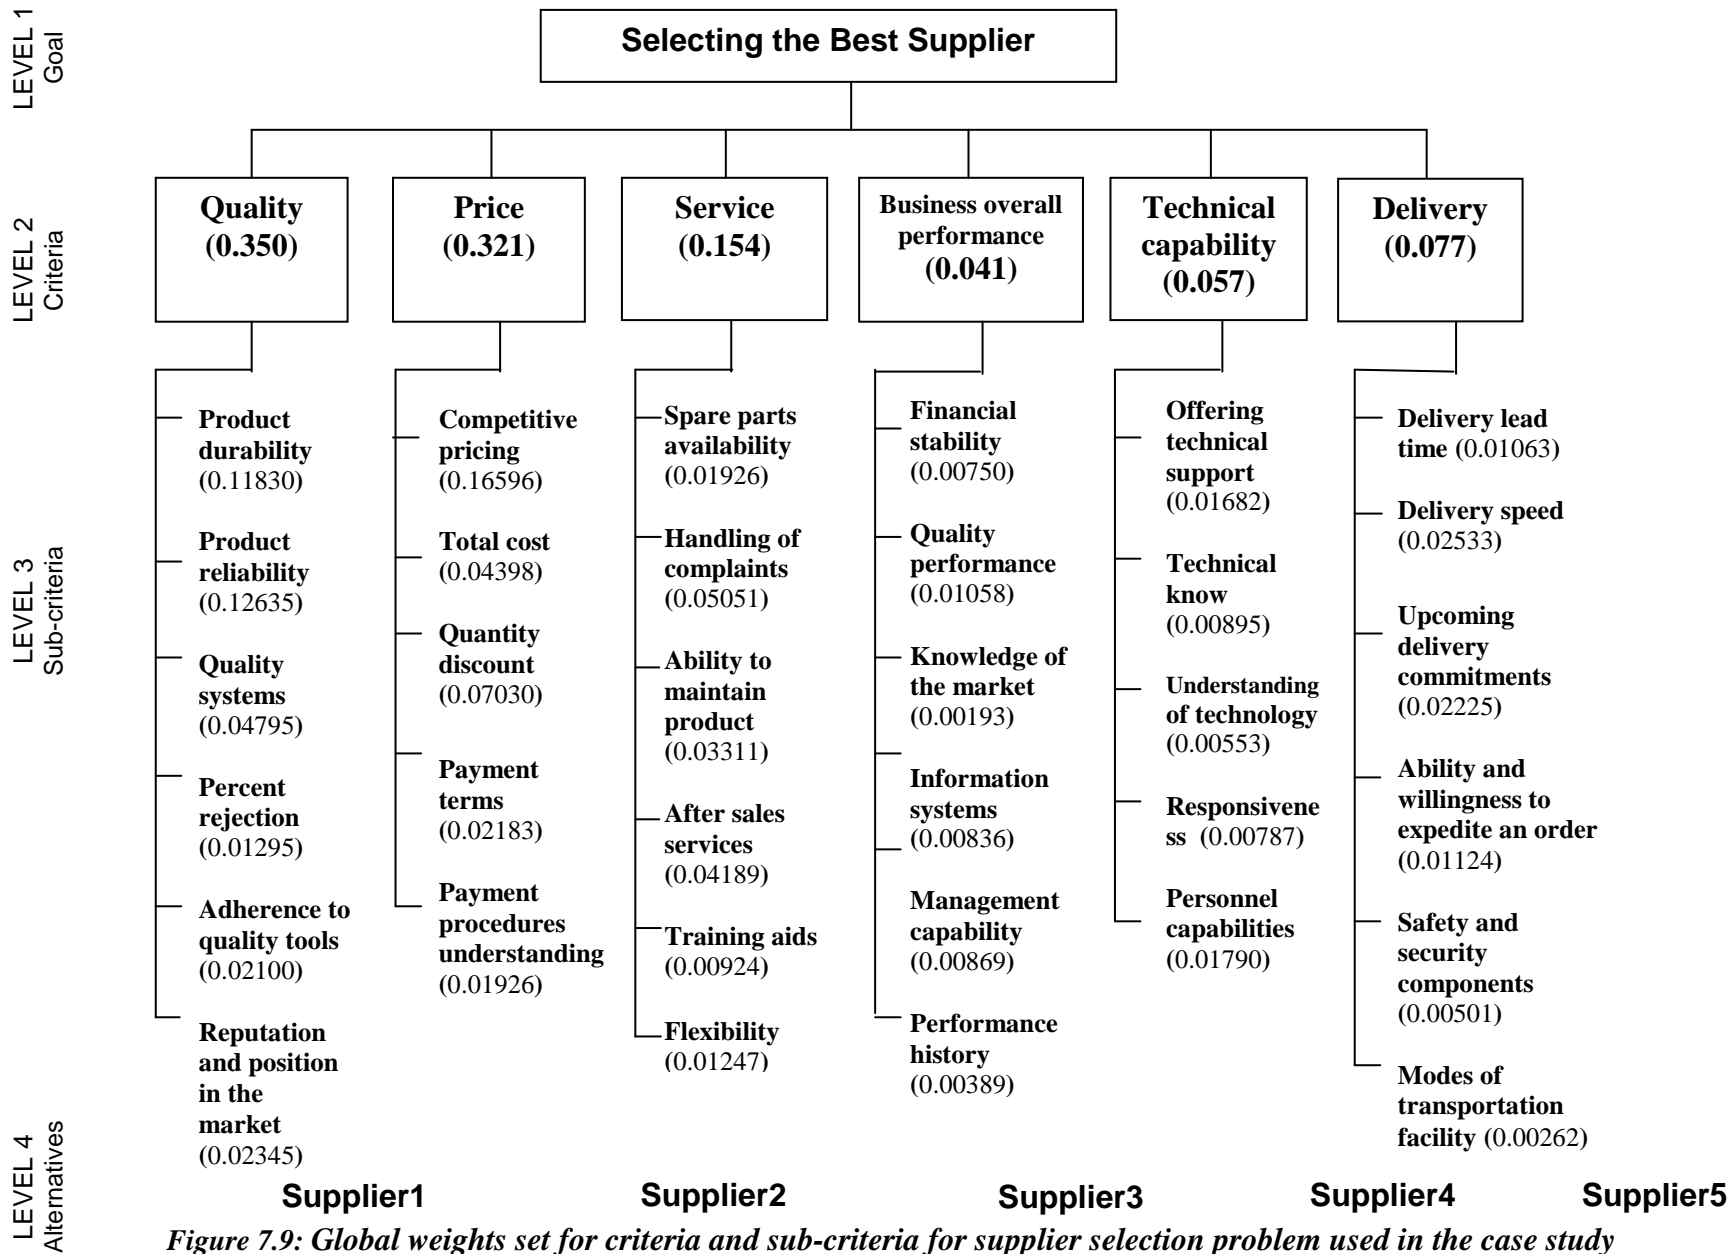 LEVEL 1
Goal
Selecting the Best Supplier
LEVEL 2
Criteria
Quality
(0.350)
Price
(0.321)
Service
(0.154)
Business overall
performance
(0.041)
Technical
capability
(0.057)
Delivery
(0.077)
LEVEL 3
Sub-criteria
Product
durability
(0.11830)
Product
reliability
(0.12635)
Quality
systems
(0.04795)
Percent
rejection
(0.01295)
Adherence to
quality tools
(0.02100)
Reputation
and position
in the
market
(0.02345)
Competitive
pricing
(0.16596)
Total cost
(0.04398)
Quantity
discount
(0.07030)
Payment
terms
(0.02183)
Payment
procedures
understanding
(0.01926)
Spare parts
availability
(0.01926)
Handling of
complaints
(0.05051)
Ability to
maintain
product
(0.03311)
After sales
services
(0.04189)
Training aids
(0.00924)
Flexibility
(0.01247)
Financial
stability
(0.00750)
Quality
performance
(0.01058)
Knowledge of
the market
(0.00193)
Information
systems
(0.00836)
Management
capability
(0.00869)
Performance
history
(0.00389)
Offering
technical
support
(0.01682)
Technical
know
(0.00895)
Understanding
of technology
(0.00553)
Responsivene
ss (0.00787)
Personnel
capabilities
(0.01790)
Delivery lead
time (0.01063)
Delivery speed
(0.02533)
Upcoming
delivery
commitments
(0.02225)
Ability and
willingness to
expedite an order
(0.01124)
Safety and
security
components
(0.00501)
Modes of
transportation
facility (0.00262)
LEVEL 4
Alternatives
Supplier1
Supplier2
Supplier3
Supplier4
Supplier5
Figure 7.9: Global weights set for criteria and sub-criteria for supplier selection problem used in the case study